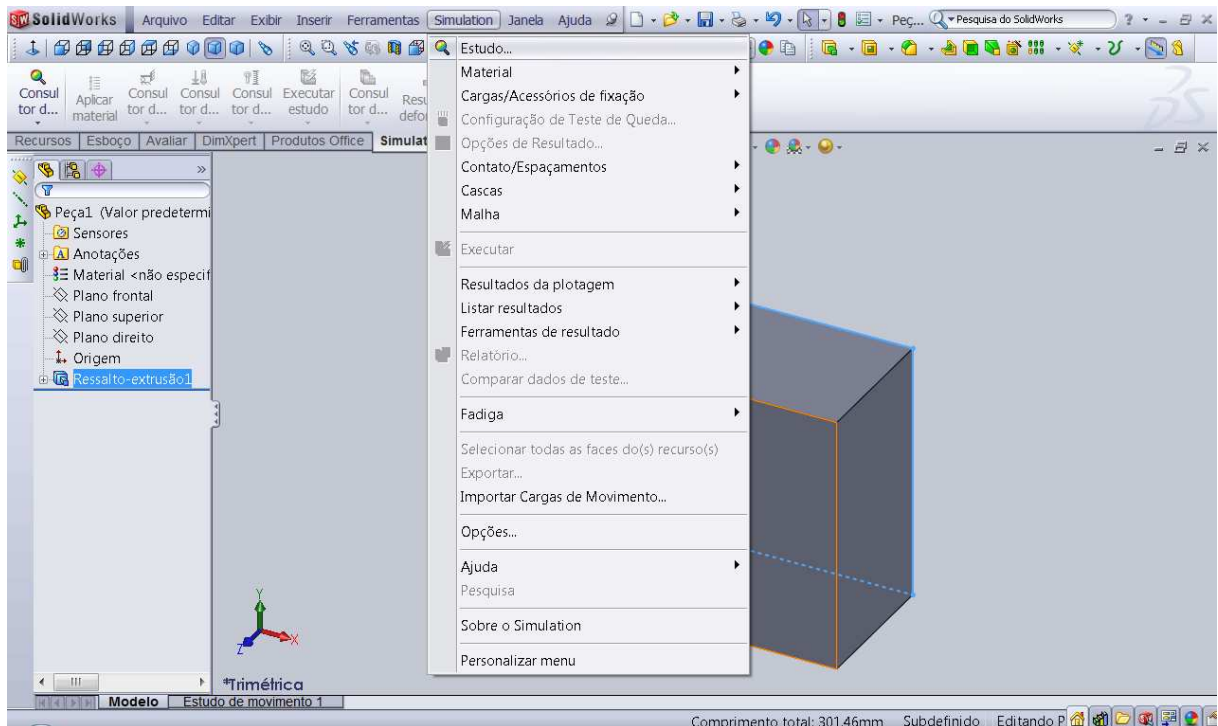 SolidWorks Arquivo Editar Exibir Inserir Ferramentas Simulation Janela Ajuda Peç... Pesquisa do SolidWorks ?
Consul tor d...
Aplicar material
Consul tor d...
Consul tor d...
Consul tor d...
Executar estudo
Consul tor d...
Resu defo
Recursos Esboço Avaliar DimXpert Produtos Office Simulat
Peça1 (Valor predetermi
Sensores
Anotações
Material <não especif
Plano frontal
Plano superior
Plano direito
Origem
Ressalto-extrusão1
Estudo...
Material
Cargas/Acessórios de fixação
Configuração de Teste de Queda...
Opções de Resultado...
Contato/Espaçamentos
Cascas
Malha
Executar
Resultados da plotagem
Listar resultados
Ferramentas de resultado
Relatório...
Comparar dados de teste...
Fadiga
Selecionar todas as faces do(s) recurso(s)
Exportar...
Importar Cargas de Movimento...
Opções...
Ajuda
Pesquisa
Sobre o Simulation
Personalizar menu
Y
X
Z
*Trimétrica
Modelo Estudo de movimento 1
Comprimento total: 301.46mm Subdefinido Editando P